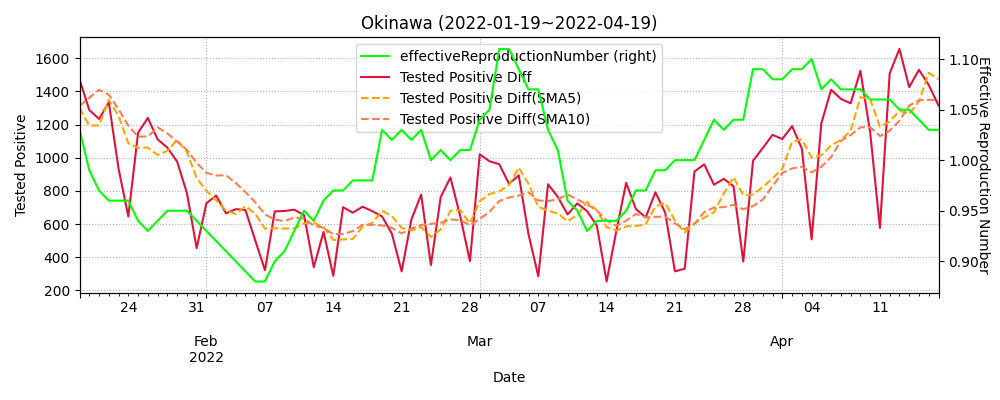 Okinawa (2022-01-19~2022-04-19)
effectiveReproductionNumber (right)
Tested Positive Diff
Tested Positive Diff(SMA5)
Tested Positive Diff(SMA10)
Tested Positive
1600
1400
1200
1000
800
600
400
200
1.10
1.05
1.00
0.95
0.90
Effective Reproduction Number
24 31 07 14 21 28 07 14 21 28 04 11
Feb Mar Apr
2022
Date